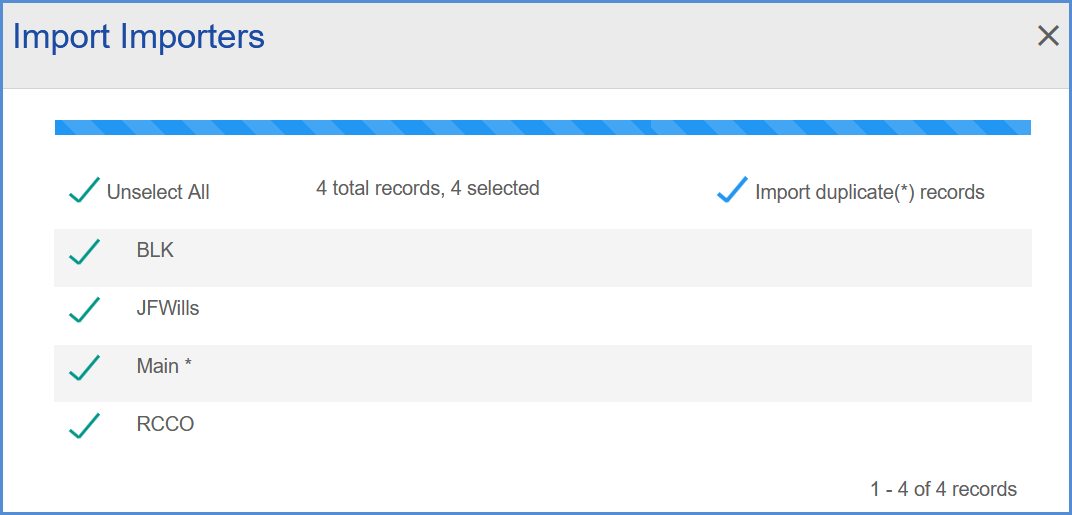 Import Importers
Unselect All 4 total records, 4 selected Import duplicate(*) records
BLK
JFWills
Main *
RCCO
1 - 4 of 4 records